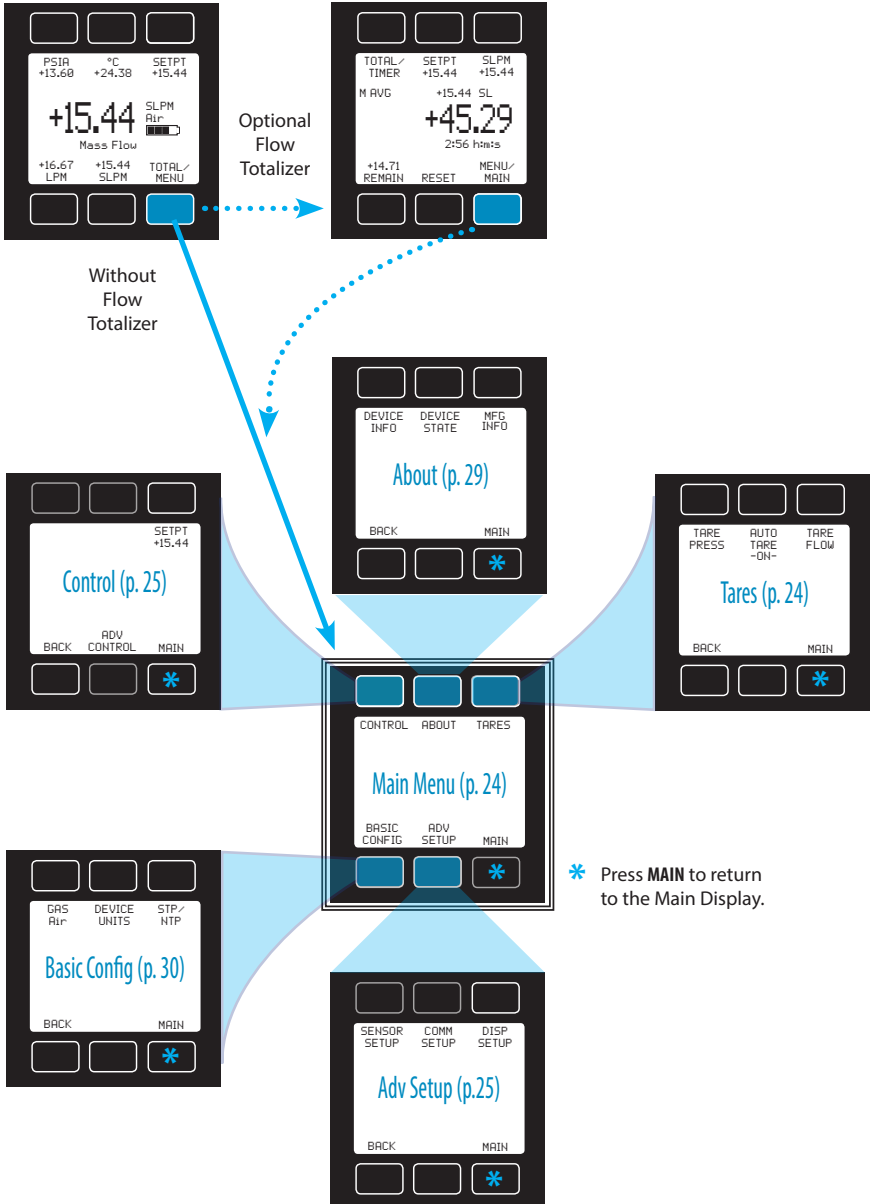 PSIA °C SETPT
+13.60 +24.38 +15.44
+15.44 SLPM
Air
Mass Flow
+16.67 +15.44 TOTAL/
LPM SLPM MENU
Optional
Flow
Totalizer
TOTAL/ SETPT SLPM
TIMER +15.44 +15.44
M AVG +15.44 SL
+45.29
2:56 h:m:s
+14.71 MENU/
REMAIN RESET MAIN
Without
Flow
Totalizer
DEVICE DEVICE MFG
INFO STATE INFO
About (p. 29)
BACK MAIN
*
SETPT
+15.44
Control (p. 25)
ADV
BACK CONTROL MAIN
*
TARE AUTO TARE
PRESS TARE FLOW
-ON-
Tares (p. 24)
BACK MAIN
*
CONTROL ABOUT TARES
Main Menu (p. 24)
BASIC ADV
CONFIG SETUP MAIN
*
* Press MAIN to return
to the Main Display.
GAS DEVICE STP/
Air UNITS NTP
Basic Config (p. 30)
BACK MAIN
*
SENSOR COMM DISP
SETUP SETUP SETUP
Adv Setup (p.25)
BACK MAIN
*